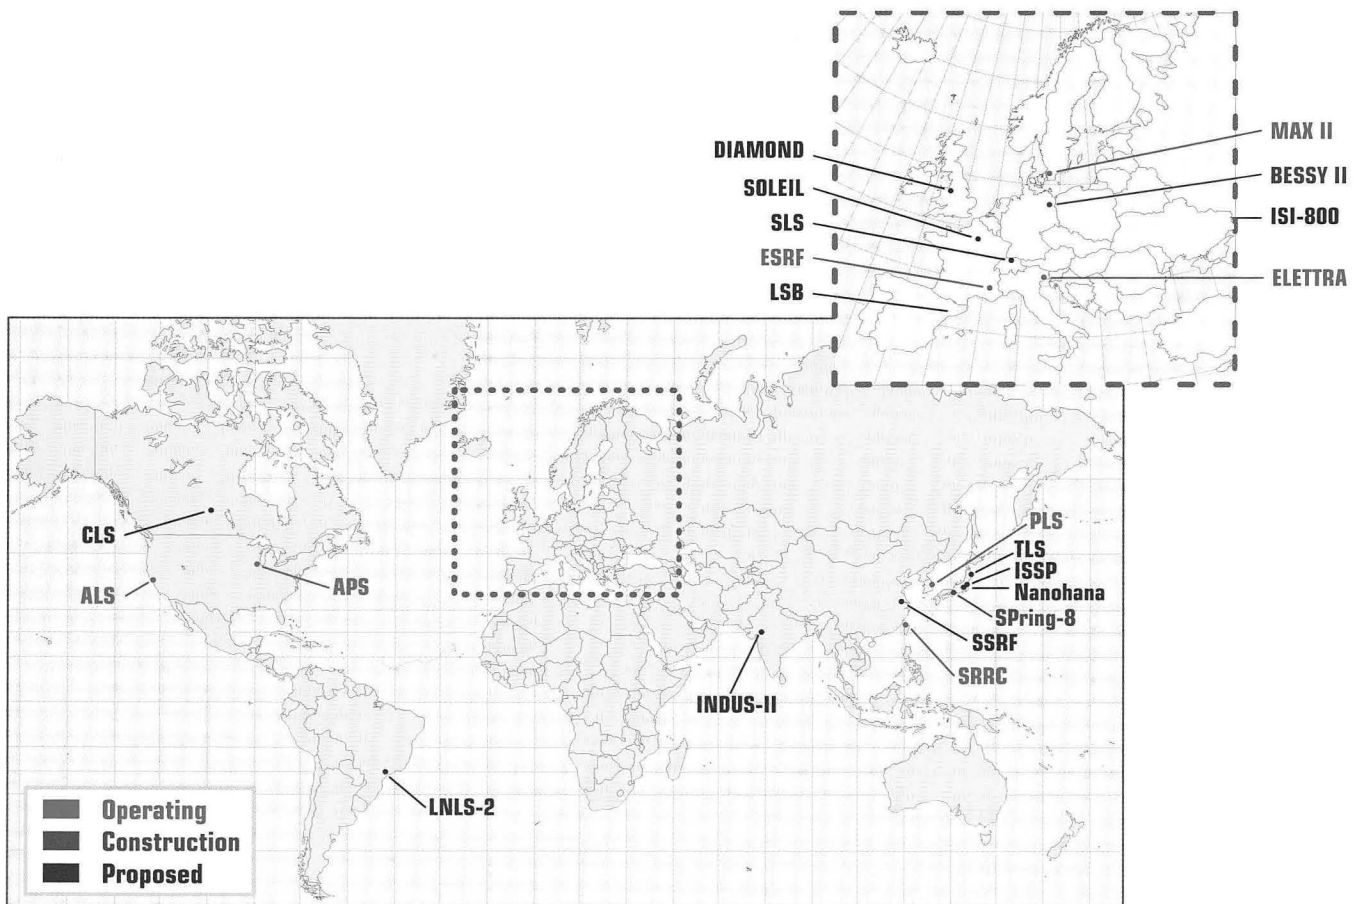 MAX II
DIAMOND
BESSY II
SOLEIL
ISI-800
SLS
ESRF
ELETTRA
LSB
CLS
PLS
TLS
ISSP
ALS
APS
Nanohana
SPring-8
SSRF
SRRC
INDUS-II
LNLS-2
Operating
Construction
Proposed